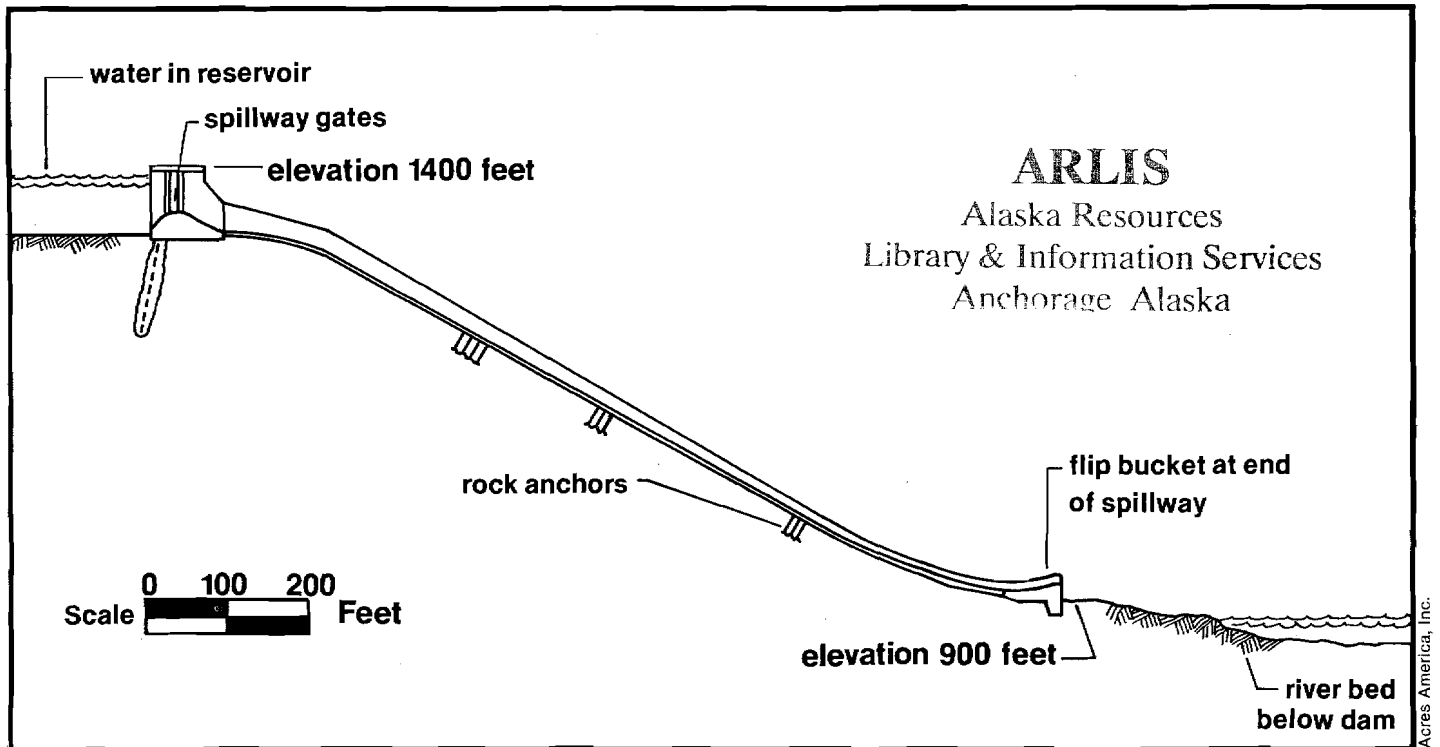 water in reservoir
spillway gates
elevation 1400 feet
ARLIS
Alaska Resources
Library & Information Services
Anchorage Alaska
rock anchors
flip bucket at end
of spillway
0 100 200
Scale Feet
elevation 900 feet
river bed
below dam
Acres America, Inc.